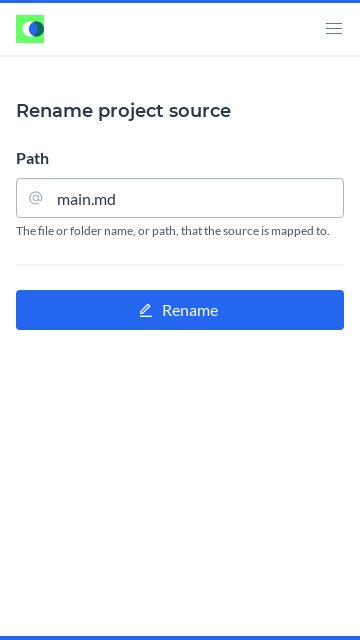 Rename project source
Path
@ main.md
The file or folder name, or path, that the source is mapped to.
Rename